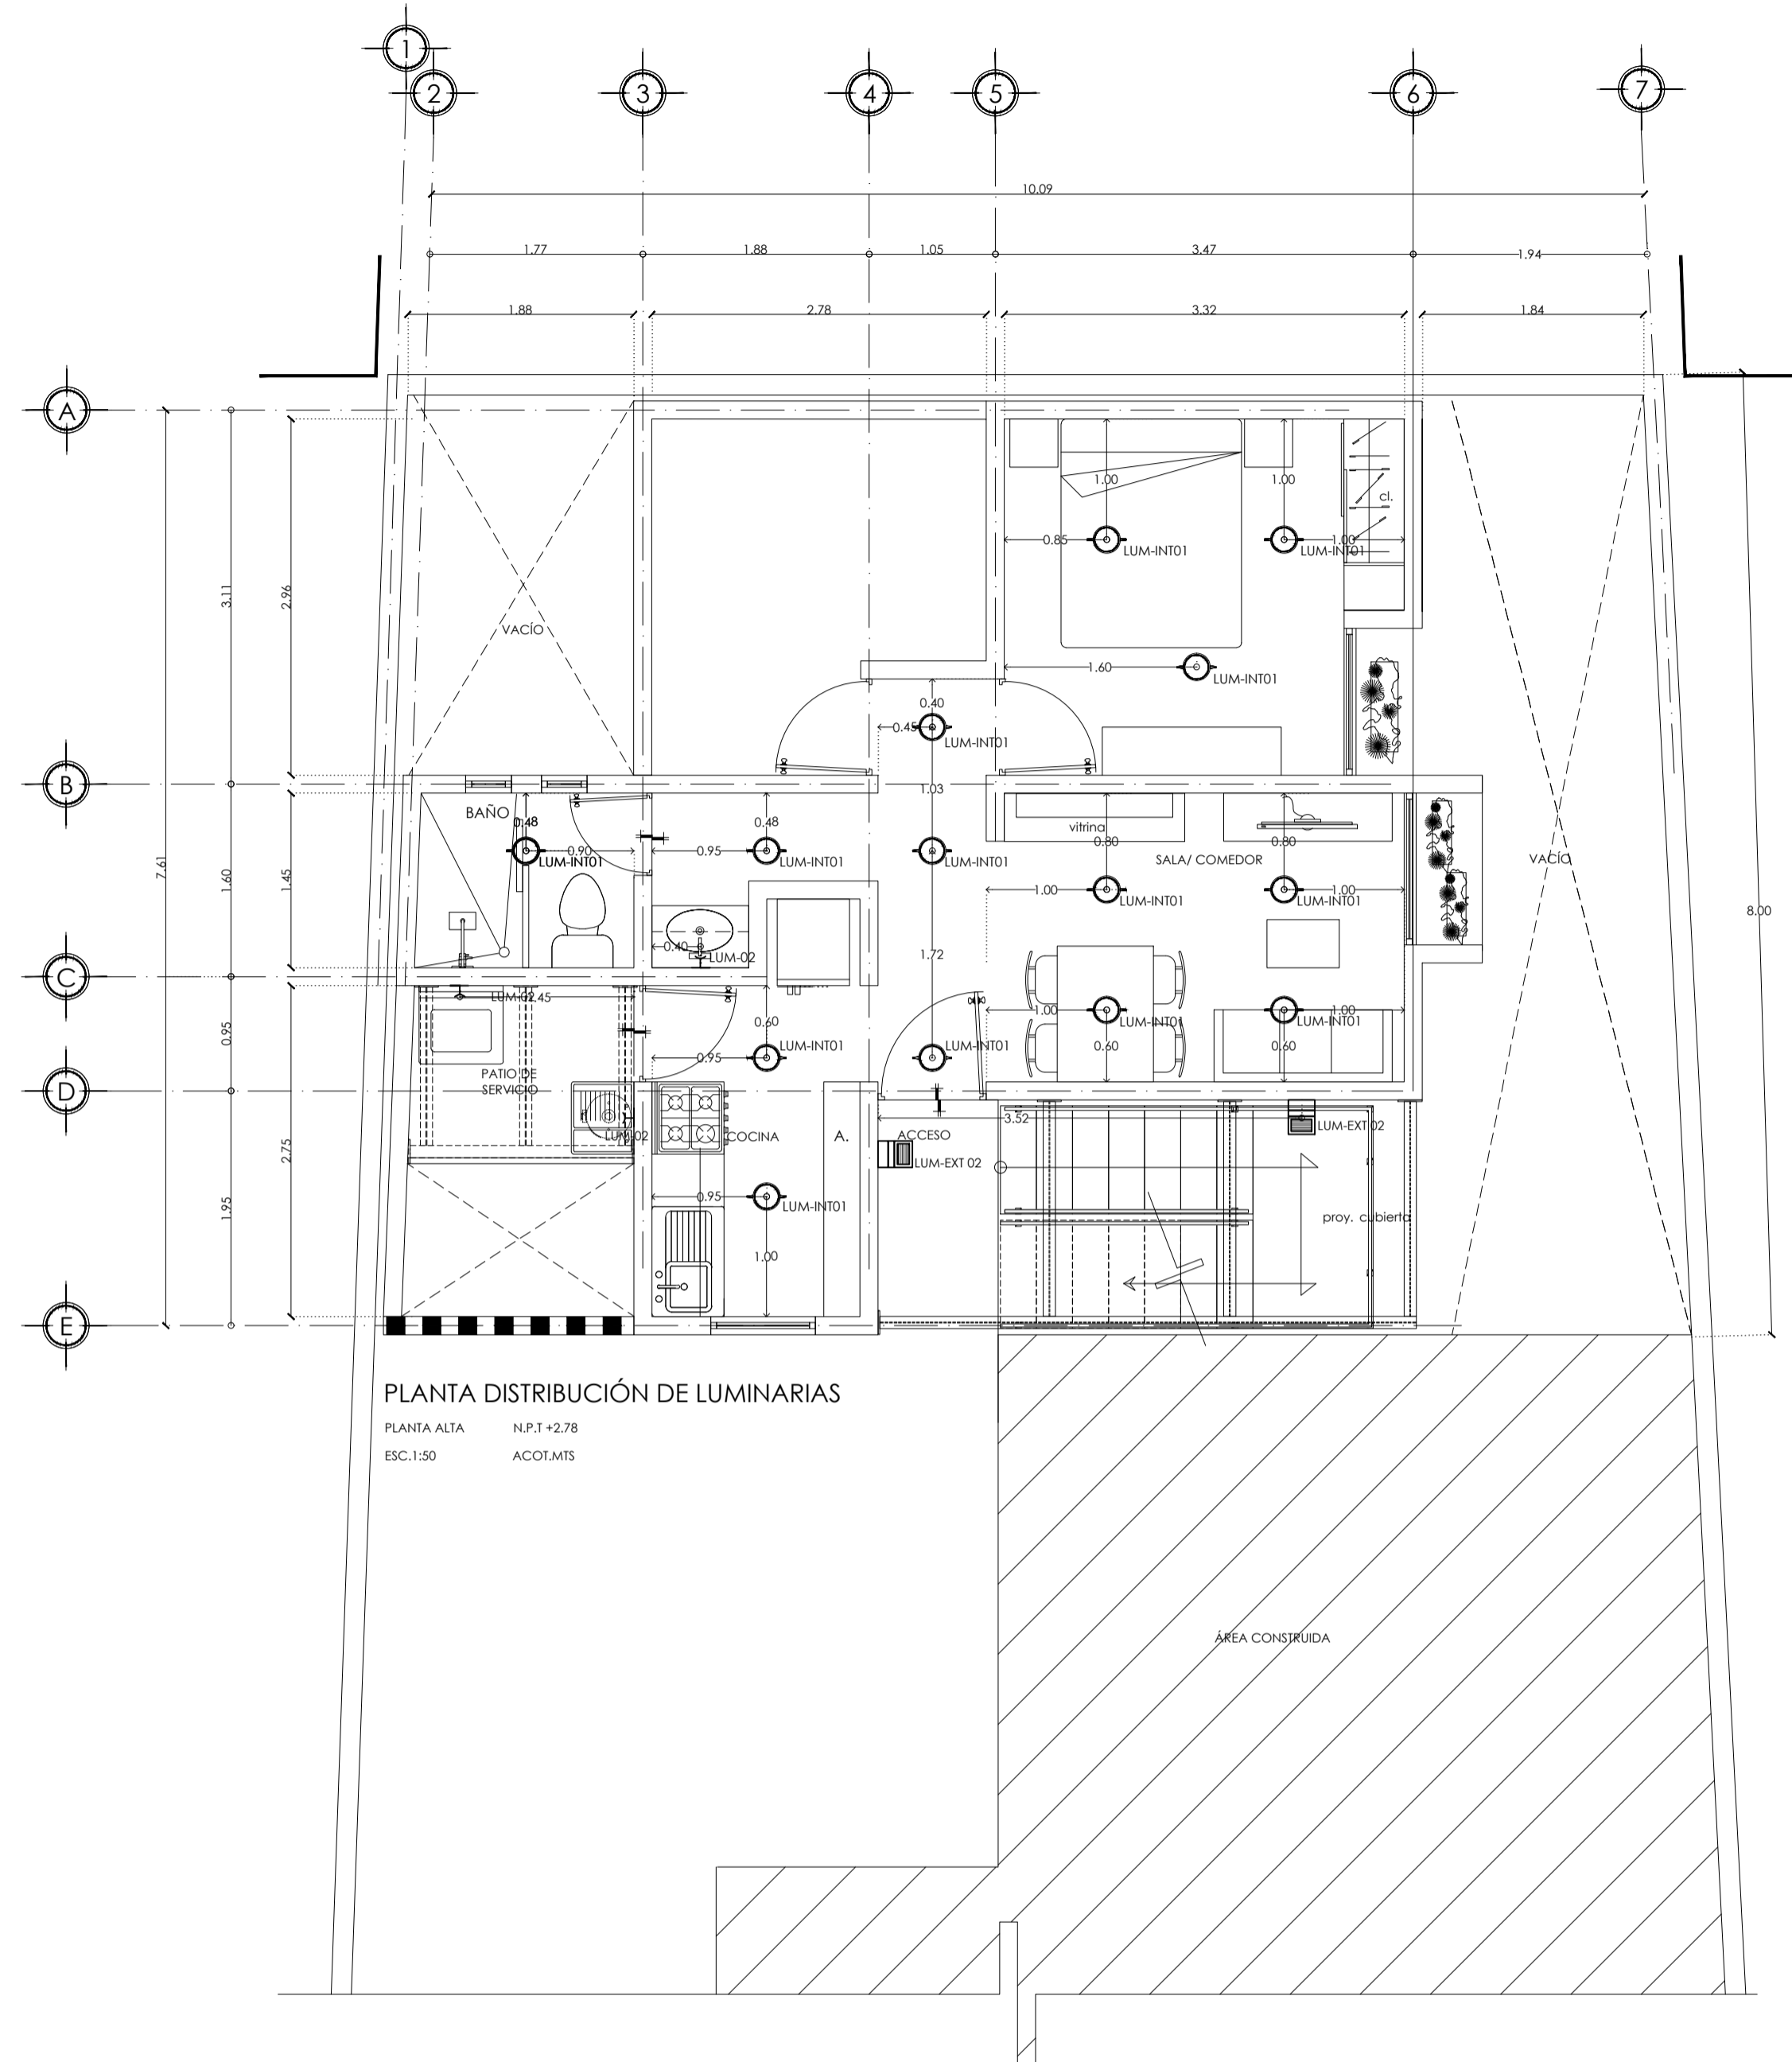 1
2
3
4
5
6
7
10.09
1.77
1.88
1.05
3.47
1.94
1.88
2.78
3.32
1.84
A
B
C
D
E
7.61
3.11
1.60
0.95
1.95
2.96
1.45
2.75
8.00
VACÍO
1.00
1.00
cl.
0.85
LUM-INT01
1.00
LUM-INT01
1.60
LUM-INT01
0.40
0.45
LUM-INT01
1.03
BAÑO
0.48
0.90
LUM-INT01
0.48
0.95
LUM-INT01
LUM-INT01
vitrina
0.80
0.80
SALA/ COMEDOR
VACÍO
1.00
LUM-INT01
1.00
LUM-INT01
0.40
LUM-02
1.72
LUM-02
1.45
0.60
0.95
LUM-INT01
LUM-INT01
1.00
LUM-INT01
0.60
1.00
LUM-INT01
0.60
PATIO DE
SERVICIO
LUM-02
COCINA
A.
ACCESO
3.52
LUM-EXT 02
LUM-EXT 02
0.95
LUM-INT01
1.00
proy. cubierta
PLANTA DISTRIBUCIÓN DE LUMINARIAS
PLANTA ALTA N.P.T +2.78
ESC.1:50 ACOT.MTS
ÁREA CONSTRUIDA